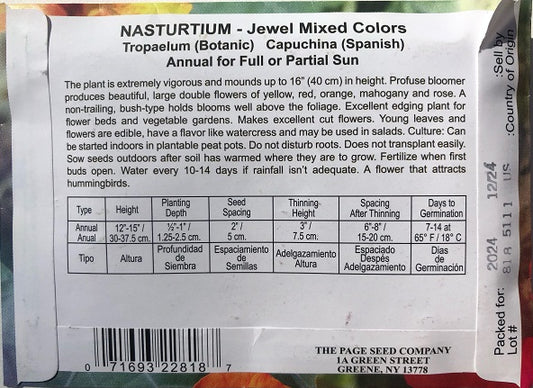 NASTURTIUM - Jewel Mixed Colors
Tropaelum (Botanic) Capuchina (Spanish)
Annual for Full or Partial Sun
The plant is extremely vigorous and mounds up to 16" (40 cm) in height. Profuse bloomer
produces beautiful, large double flowers of yellow, red, orange, mahogany and rose. A
non-trailing, bush-type holds blooms well above the foliage. Excellent edging plant for
flower beds and vegetable gardens. Makes excellent cut flowers. Young leaves and
flowers are edible, have a flavor like watercress and may be used in salads. Culture: Can
be started indoors in plantable peat pots. Do not disturb roots. Does not transplant easily.
Sow seeds outdoors after soil has warmed where they are to grow. Fertilize when first
buds open. Water every 10-14 days if rainfall isn't adequate. A flower that attracts
hummingbirds.
Type Height Planting Depth Seed Spacing Thinning- Height Spacing After Thinning Days to Germination
Annual Anual 12"-15" / 30-37.5 cm. ½"-1" / 1.25-2.5 cm. 2" / 5 cm. 3" / 7.5 cm. 6"-8" / 15-20 cm. 7-14 at 65° F / 18° C
Tipo Altura Profundidad de Siembra Espaciamiento de Semillas Adelgazamiento Altura Espaciado Despés Adelgazamiento Dias de Germinación
0 71693 22818 7
THE PAGE SEED COMPANY
1A GREEN STREET
GREENE, NY 13778
Packed for: 2024 12/24 :Sell by
Lot# 818 5111 US :Country of Origin